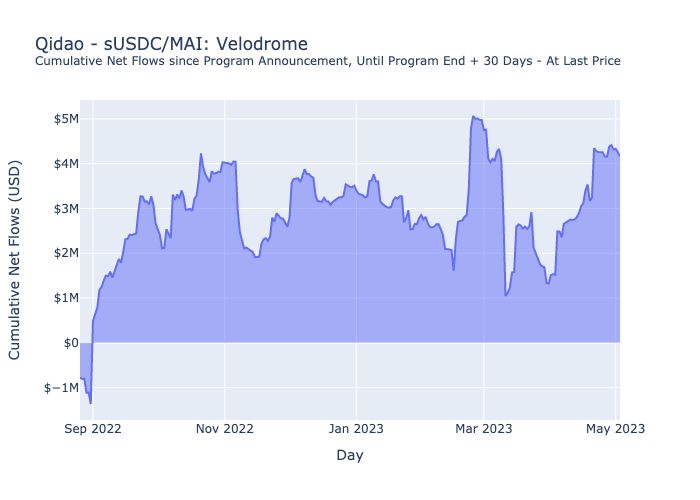 Qidao - sUSDC/MAI: Velodrome
Cumulative Net Flows since Program Announcement, Until Program End + 30 Days - At Last Price
$5M
$4M
$3M
$2M
$1M
$0
$−1M
Cumulative Net Flows (USD)
Sep 2022
Nov 2022
Jan 2023
Mar 2023
May 2023
Day